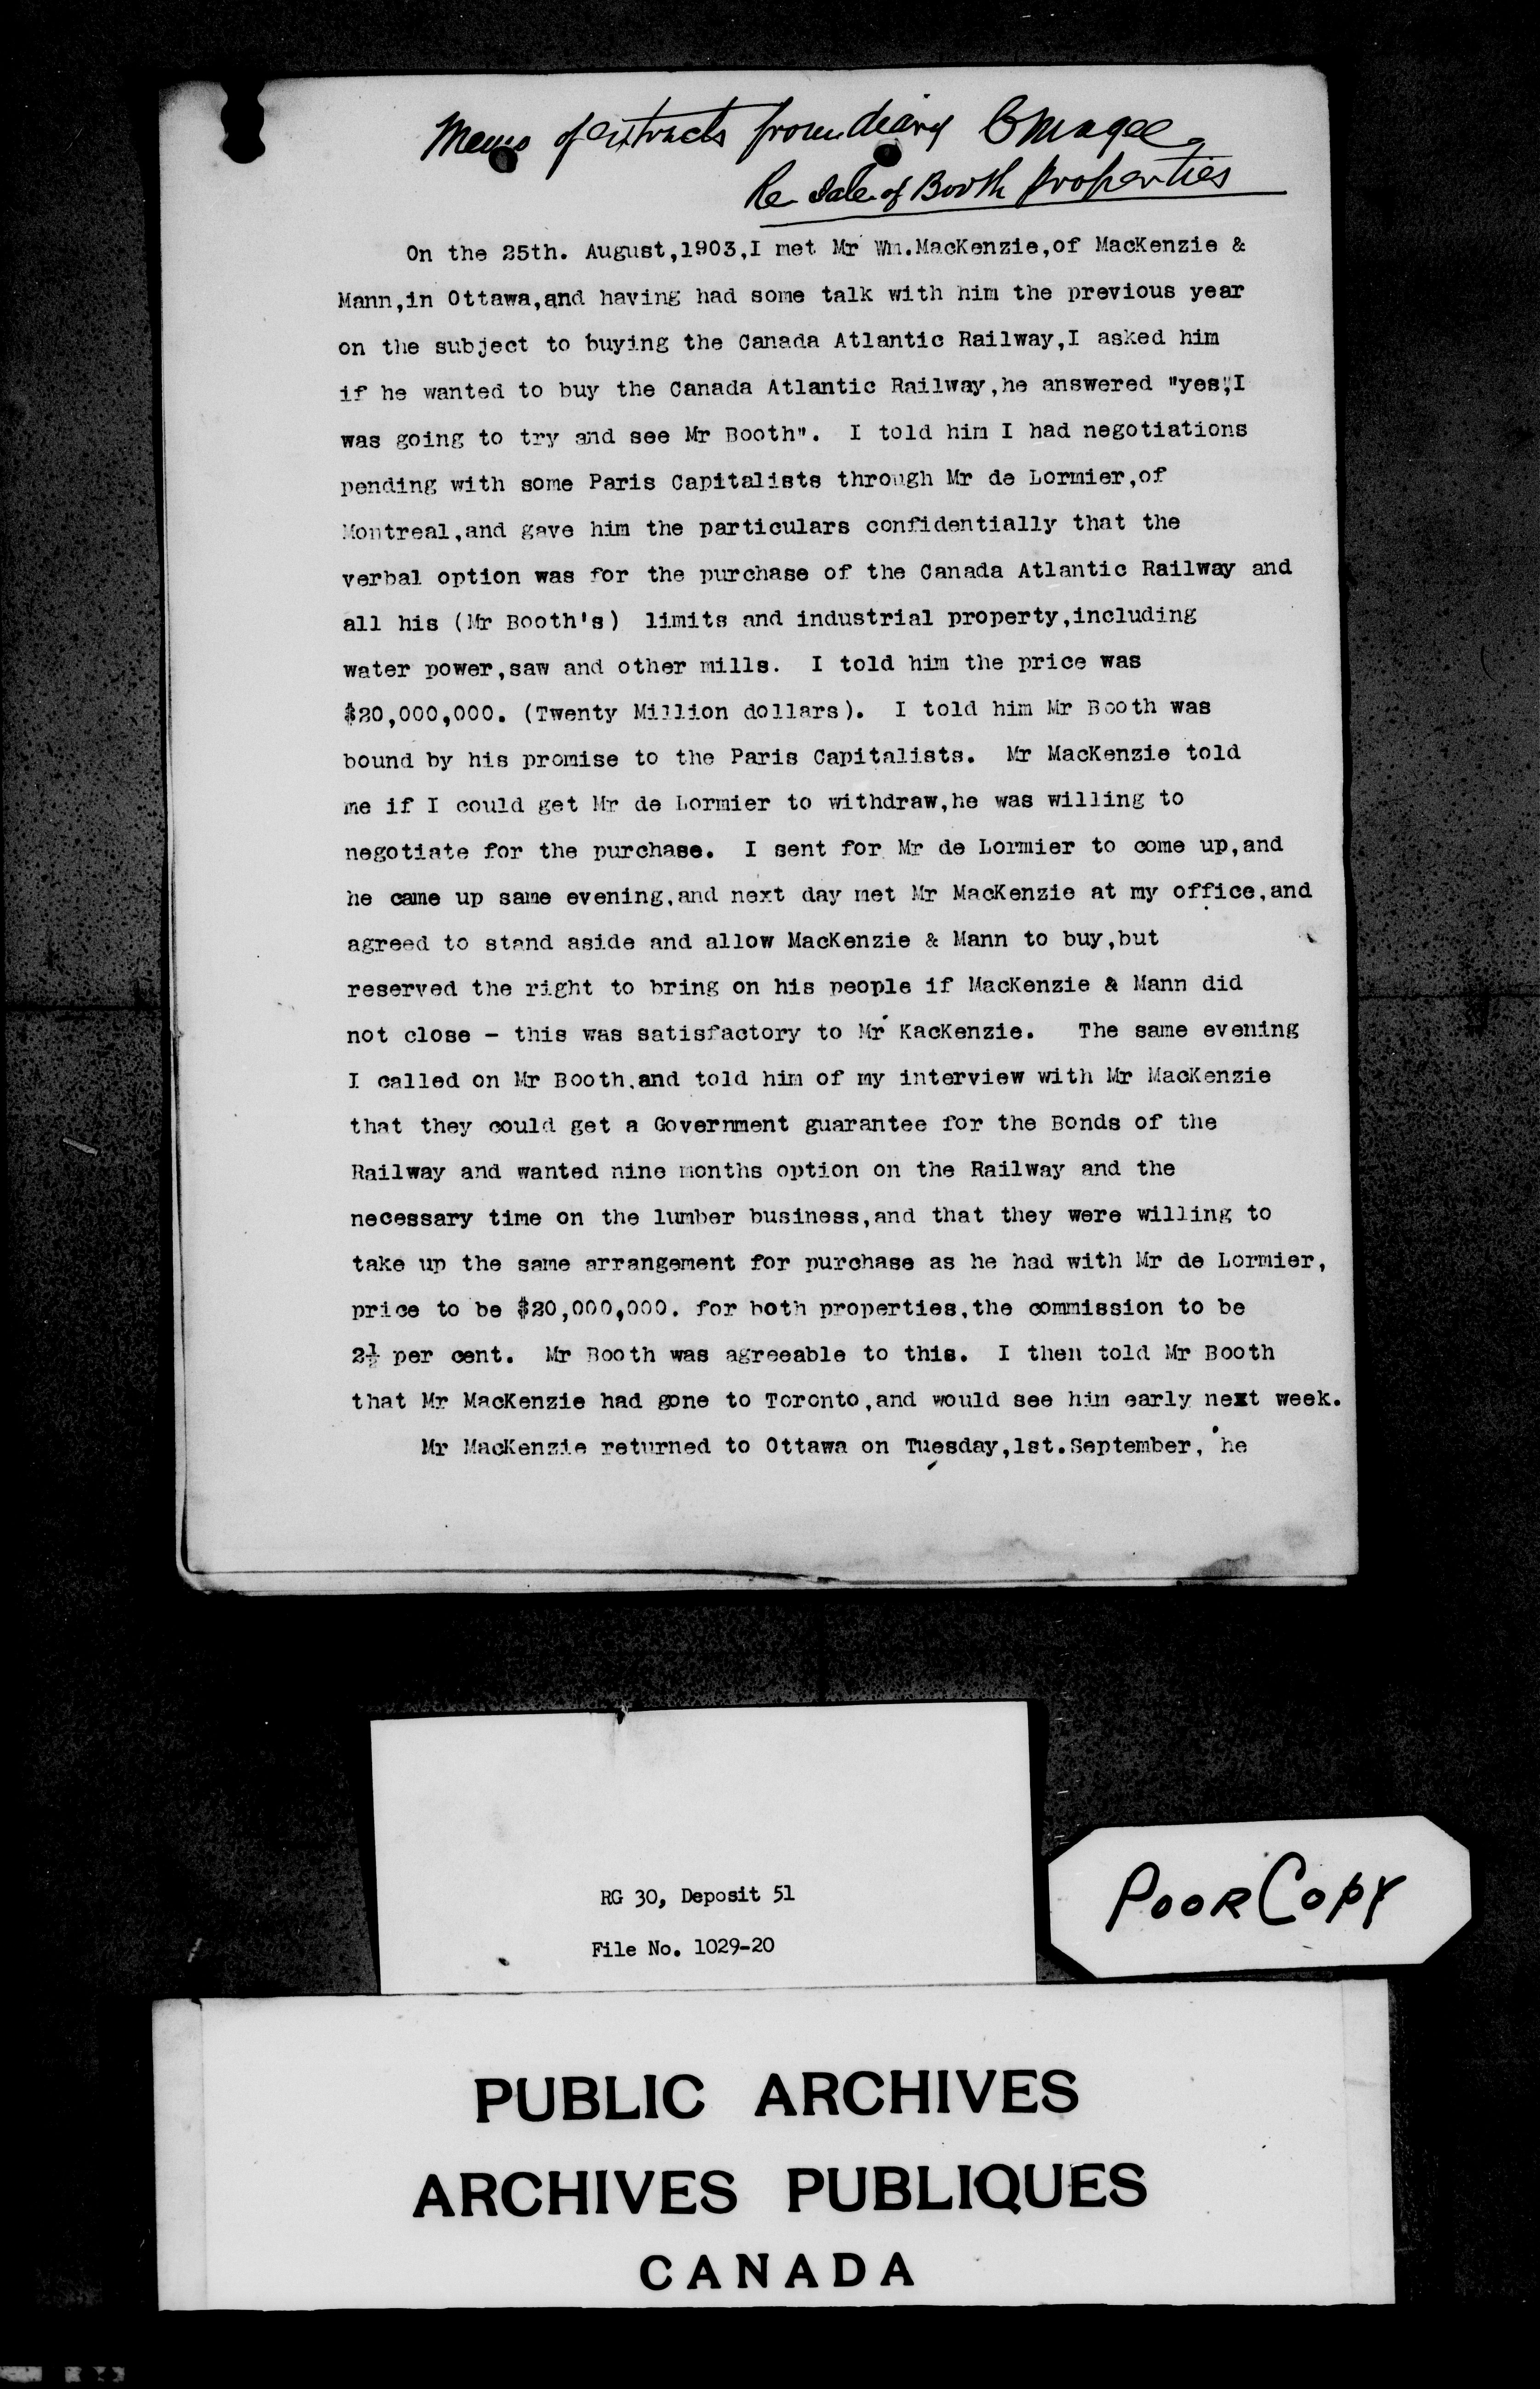 Memo of extracts from diary C Magee
Re Sale of Booth properties
On the 25th. August,1903,I met Mr Wm.MacKenzie,of MacKenzie &
Mann,in Ottawa,and having had some talk with him the previous year
on the subject to buying the Canada Atlantic Railway,I asked him
if he wanted to buy the Canada Atlantic Railway,he answered "yes",I
was going to try and see Mr Booth". I told him I had negotiations
pending with some Paris Capitalists through Mr de Lormier,of
Montreal,and gave him the particulars confidentially that the
verbal option was for the purchase of the Canada Atlantic Railway and
all his (Mr Booth's) limits and industrial property,including
water power,saw and other mills. I told him the price was
$20,000,000. (Twenty Million dollars). I told him Mr Booth was
bound by his promise to the Paris Capitalists. Mr MacKenzie told
me if I could get Mr de Lormier to withdraw,he was willing to
negotiate for the purchase. I sent for Mr de Lormier to come up,and
he came up same evening,and next day met Mr MacKenzie at my office,and
agreed to stand aside and allow MacKenzie & Mann to buy,but
reserved the right to bring on his people if MacKenzie & Mann did
not close - this was satisfactory to Mr KacKenzie. The same evening
I called on Mr Booth,and told him of my interview with Mr MacKenzie
that they could get a Government guarantee for the Bonds of the
Railway and wanted nine months option on the Railway and the
necessary time on the lumber business,and that they were willing to
take up the same arrangement for purchase as he had with Mr de Lormier,
price to be $20,000,000. for both properties,the commission to be
2½ per cent. Mr Booth was agreeable to this. I then told Mr Booth
that Mr MacKenzie had gone to Toronto,and would see him early next week.
Mr MacKenzie returned to Ottawa on Tuesday,1st.September, he
RG 30, Deposit 51
File No. 1029-20
POOR COPY
PUBLIC ARCHIVES
ARCHIVES PUBLIQUES
CANADA